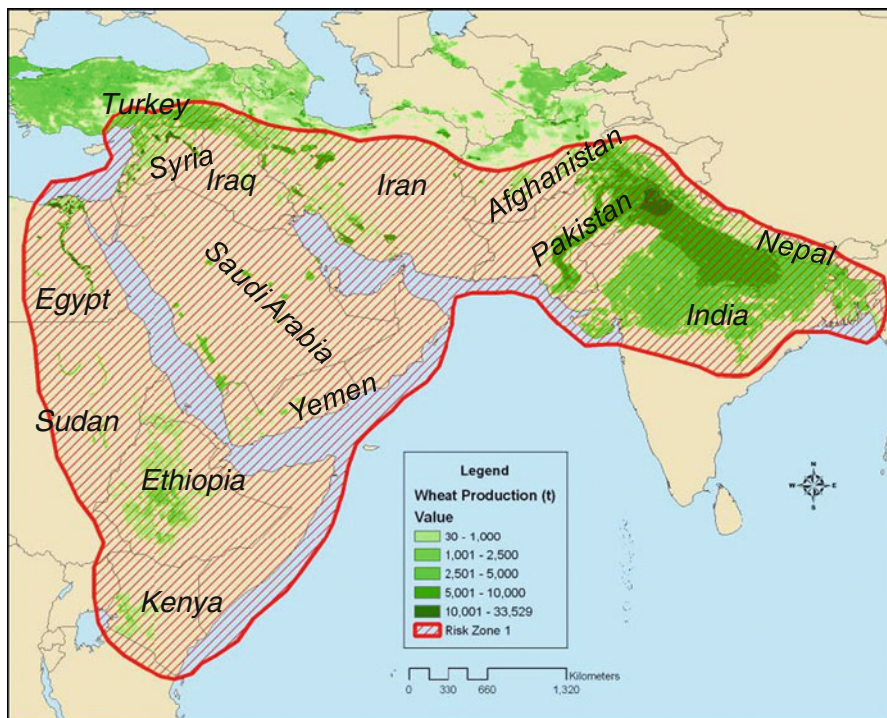 Turkey
Syria
Iraq
Iran
Afghanistan
Pakistan
Nepal
India
Egypt
Saudi Arabia
Yemen
Sudan
Ethiopia
Kenya
Legend
Wheat Production (t)
Value
30 - 1,000
1,001 - 2,500
2,501 - 5,000
5,001 - 10,000
10,001 - 33,529
Risk Zone 1
N
W E
S
Kilometers
0 330 660 1,320